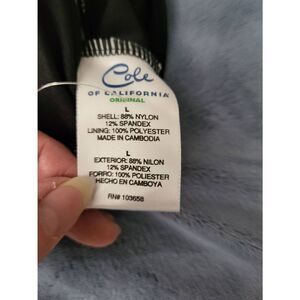 Cole
OF CALIFORNIA
ORIGINAL
L
SHELL: 88% NYLON
12% SPANDEX
LINING: 100% POLYESTER
MADE IN CAMBODIA
L
EXTERIOR: 88% NILON
12% SPANDEX
FORRO: 100% POLIESTER
HECHO EN CAMBOYA
RN# 103658